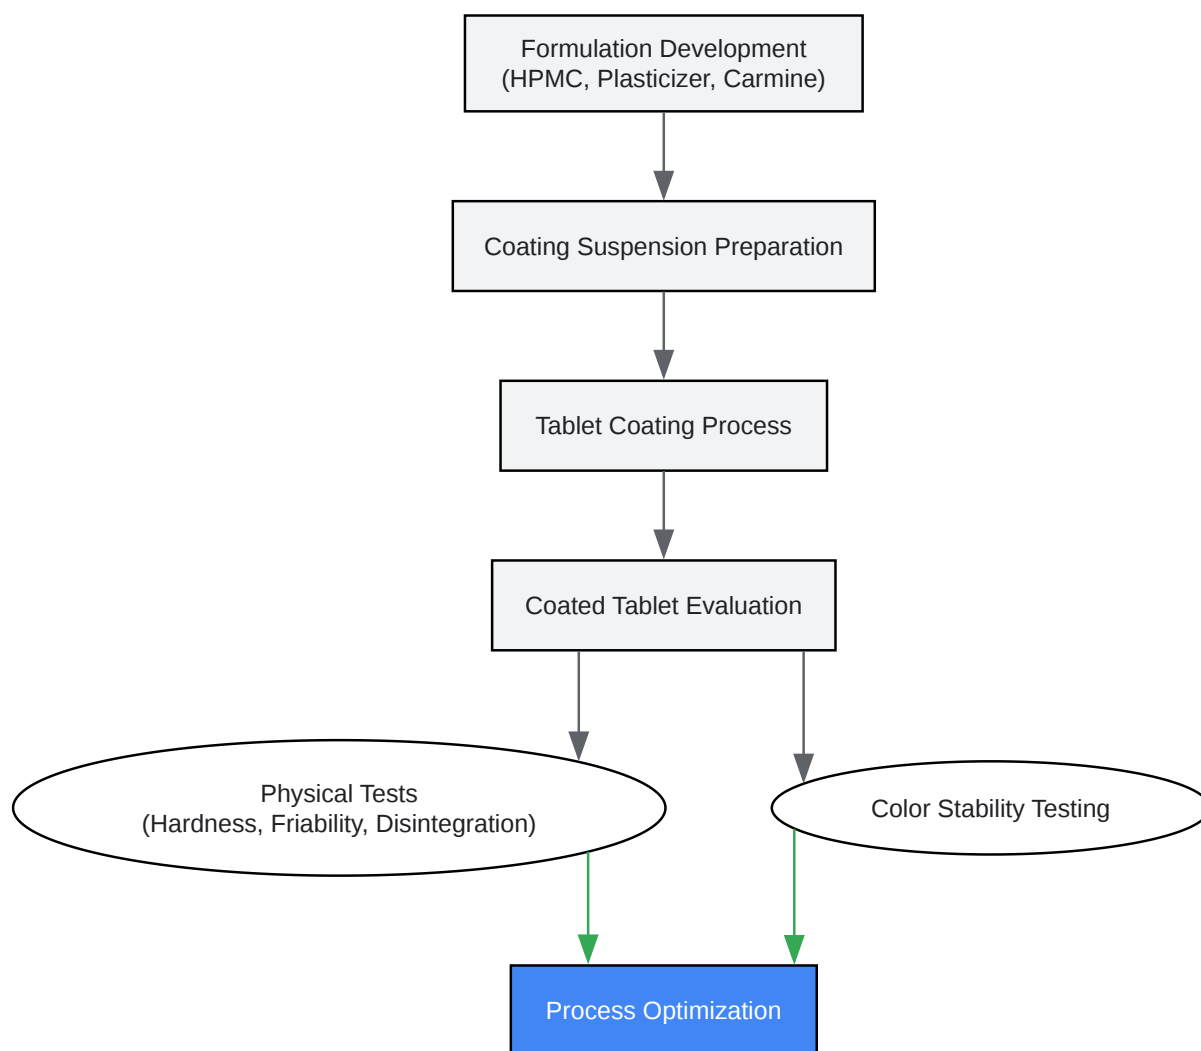 Formulation Development
(HPMC, Plasticizer, Carmine)
Coating Suspension Preparation
Tablet Coating Process
Coated Tablet Evaluation
Physical Tests
(Hardness, Friability, Disintegration)
Color Stability Testing
Process Optimization